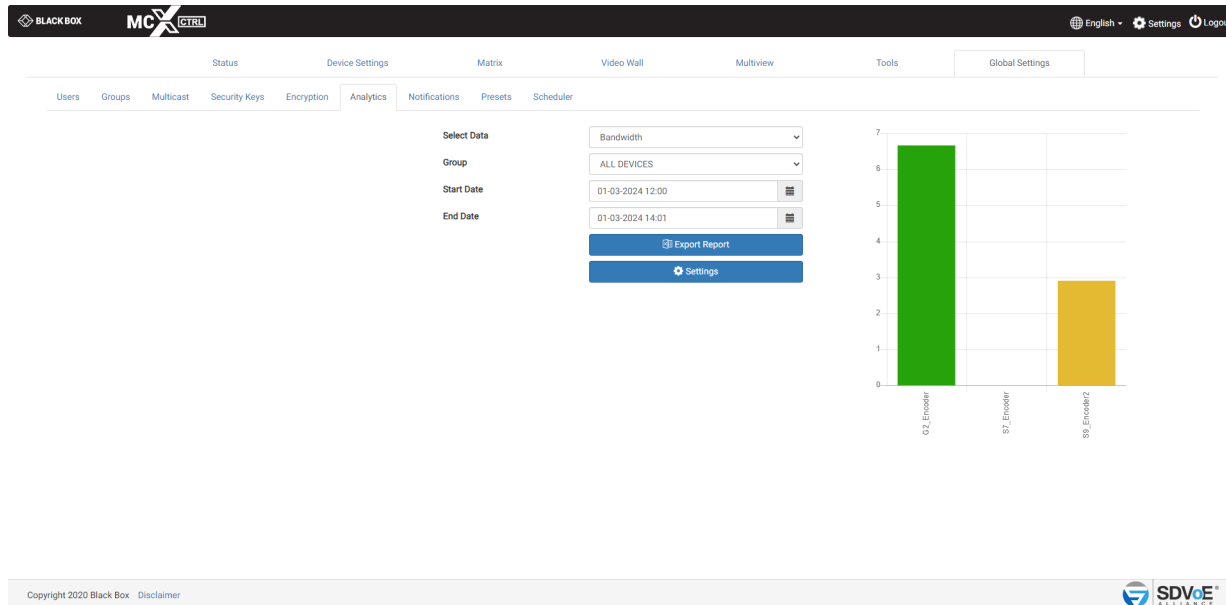 BLACK BOX MCX CTRL English Settings Logou
Status Device Settings Matrix Video Wall Multiview Tools Global Settings
Users Groups Multicast Security Keys Encryption Analytics Notifications Presets Scheduler
Select Data Bandwidth
Group ALL DEVICES
Start Date 01-03-2024 12:00
End Date 01-03-2024 14:01
Export Report
Settings
7
6
5
4
3
2
1
0
G2_Encoder
S7_Encoder
S9_Encoder2
Copyright 2020 Black Box Disclaimer
SDVoE
ALLIANCE